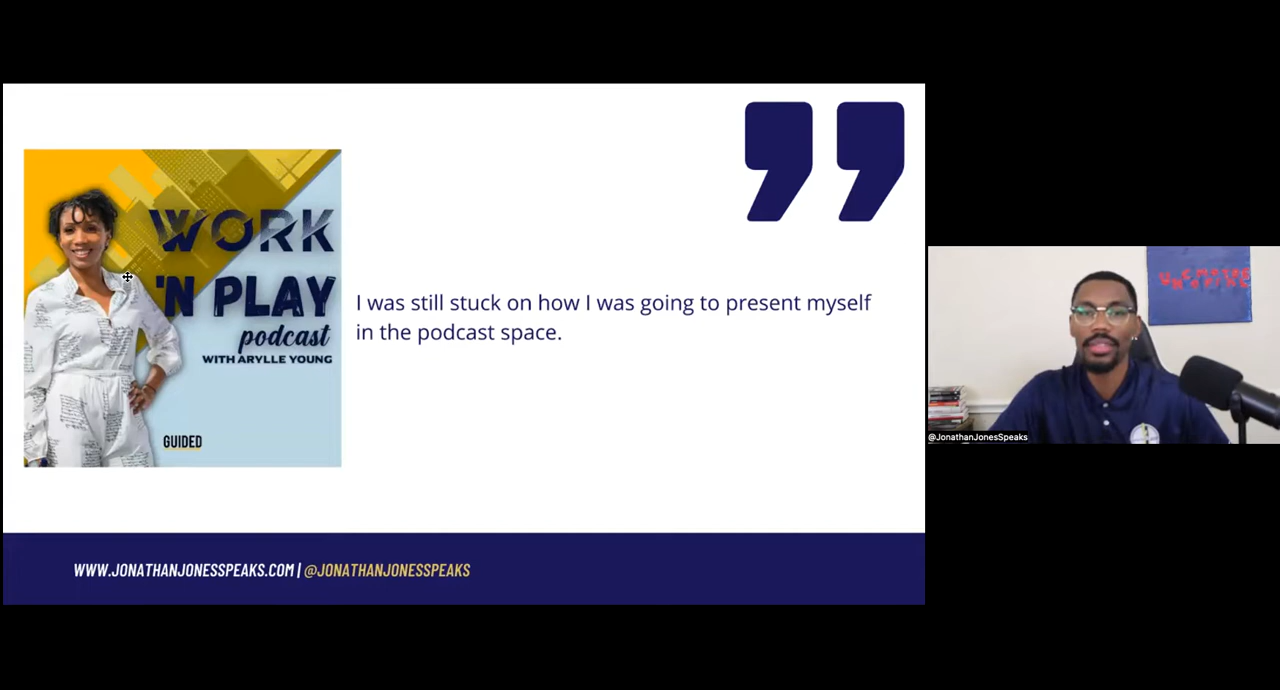 WORK
'N PLAY
podcast
WITH ARYLLE YOUNG
GUIDED
I was still stuck on how I was going to present myself
in the podcast space.
WWW.JONATHANJONESSPEAKS.COM | @JONATHANJONESSPEAKS
@JonathanJonesSpeaks